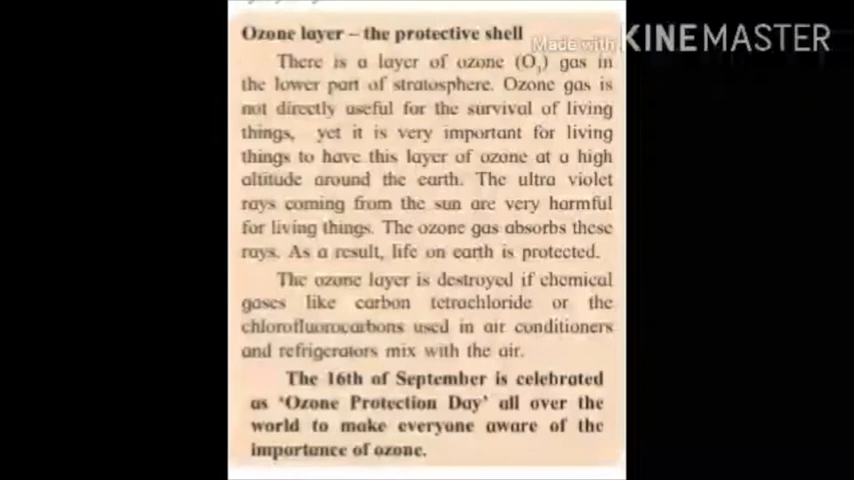 Ozone layer – the protective shell
Made with KINEMASTER
There is a layer of ozone (O₃) gas in
the lower part of stratosphere. Ozone gas is
not directly useful for the survival of living
things, yet it is very important for living
things to have this layer of ozone at a high
altitude around the earth. The ultra violet
rays coming from the sun are very harmful
for living things. The ozone gas absorbs these
rays. As a result, life on earth is protected.
The ozone layer is destroyed if chemical
gases like carbon tetrachloride or the
chlorofluorocarbons used in air conditioners
and refrigerators mix with the air.
The 16th of September is celebrated
as 'Ozone Protection Day' all over the
world to make everyone aware of the
importance of ozone.